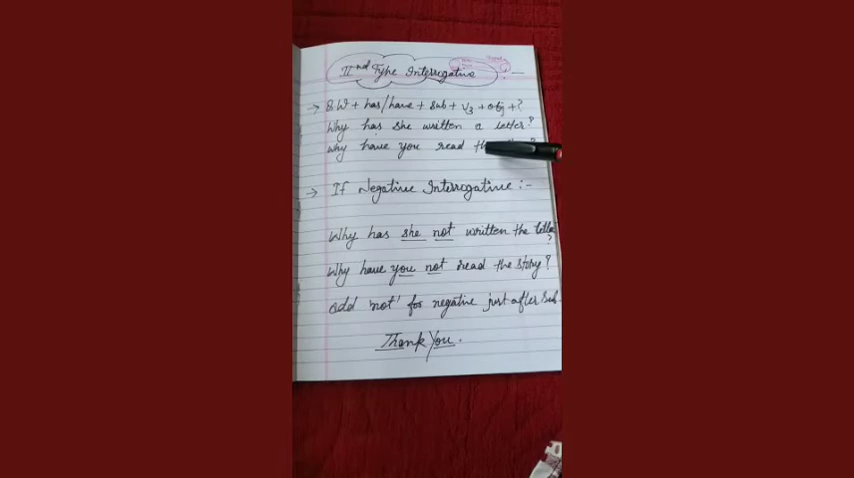 IInd Type Interrogative
→ Q.W + has/have + sub + V3 + obj + ?
Why has she written a letter?
Why have you read ?
→ If Negative Interrogative :-
Why has she not written the letter?
Why have you not read the story?
add 'not' for negative just after sub.
Thank You.